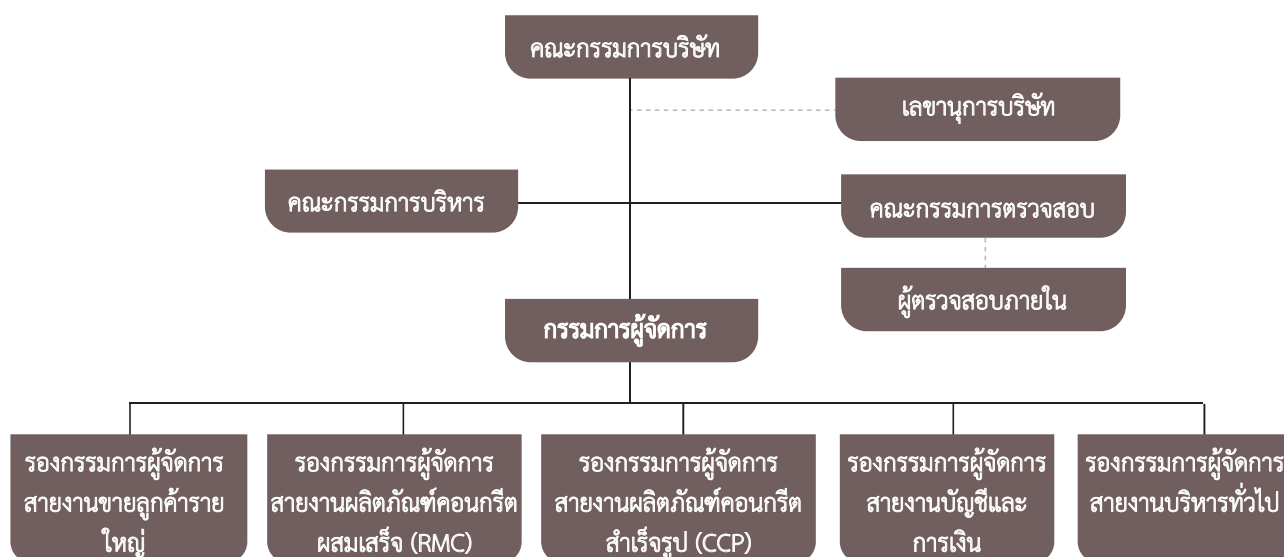 คณะกรรมการบริษัท
เลขานุการบริษัท
คณะกรรมการบริหาร
คณะกรรมการตรวจสอบ
ผู้ตรวจสอบภายใน
กรรมการผู้จัดการ
รองกรรมการผู้จัดการ
สายงานขายลูกค้าราย
ใหญ่
รองกรรมการผู้จัดการ
สายงานผลิตภัณฑ์คอนกรีต
ผสมเสร็จ (RMC)
รองกรรมการผู้จัดการ
สายงานผลิตภัณฑ์คอนกรีต
สำเร็จรูป (CCP)
รองกรรมการผู้จัดการ
สายงานบัญชีและ
การเงิน
รองกรรมการผู้จัดการ
สายงานบริหารทั่วไป